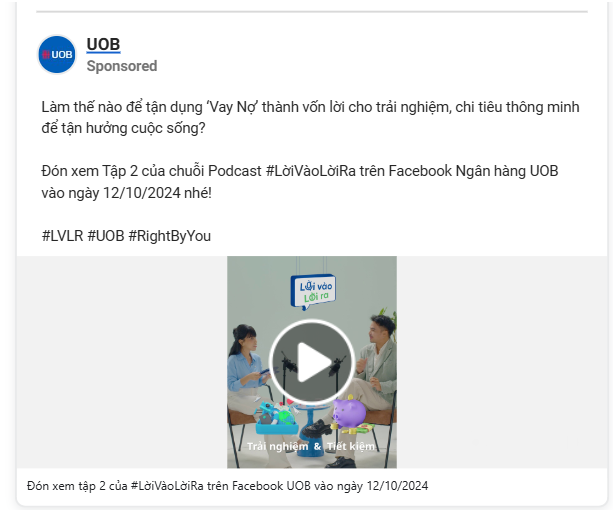 UOB
UOB
Sponsored
Làm thế nào để tận dụng ‘Vay Nợ’ thành vốn lời cho trải nghiệm, chi tiêu thông minh
để tận hưởng cuộc sống?
Đón xem Tập 2 của chuỗi Podcast #LờiVàoLờiRa trên Facebook Ngân hàng UOB
vào ngày 12/10/2024 nhé!
#LVLR #UOB #RightByYou
Lời vào
Lời ra
Trải nghiệm & Tiết kiệm
Đón xem tập 2 của #LờiVàoLờiRa trên Facebook UOB vào ngày 12/10/2024